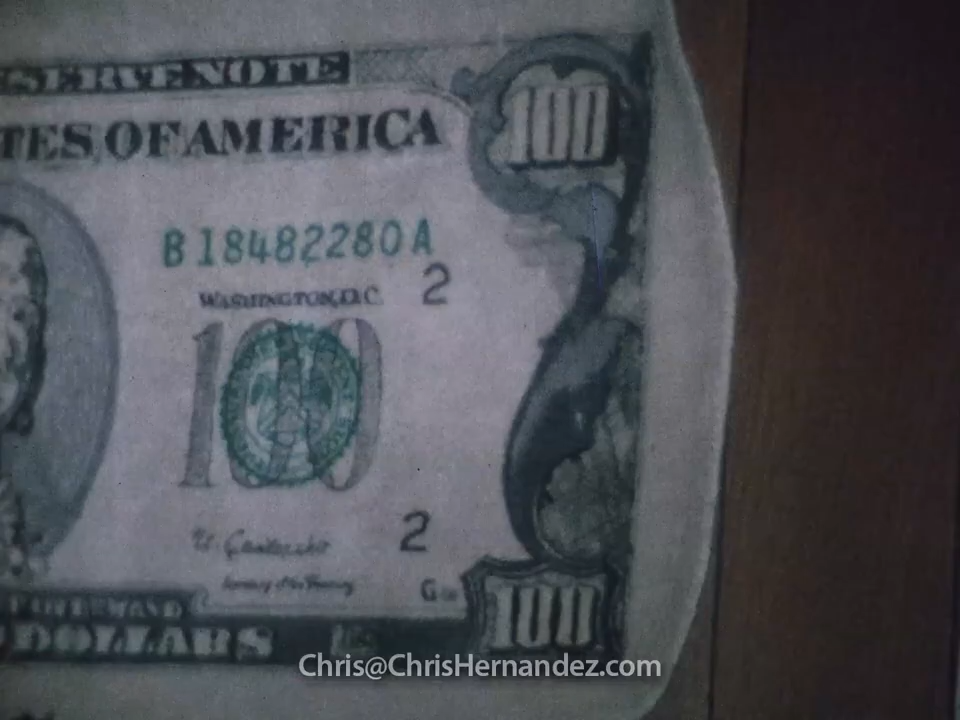 SERVE NOTE
TES OF AMERICA
100
B 18482280 A
WASHINGTON, D.C.
2
100
2
G
DOLLARS
100
Chris@ChrisHernandez.com